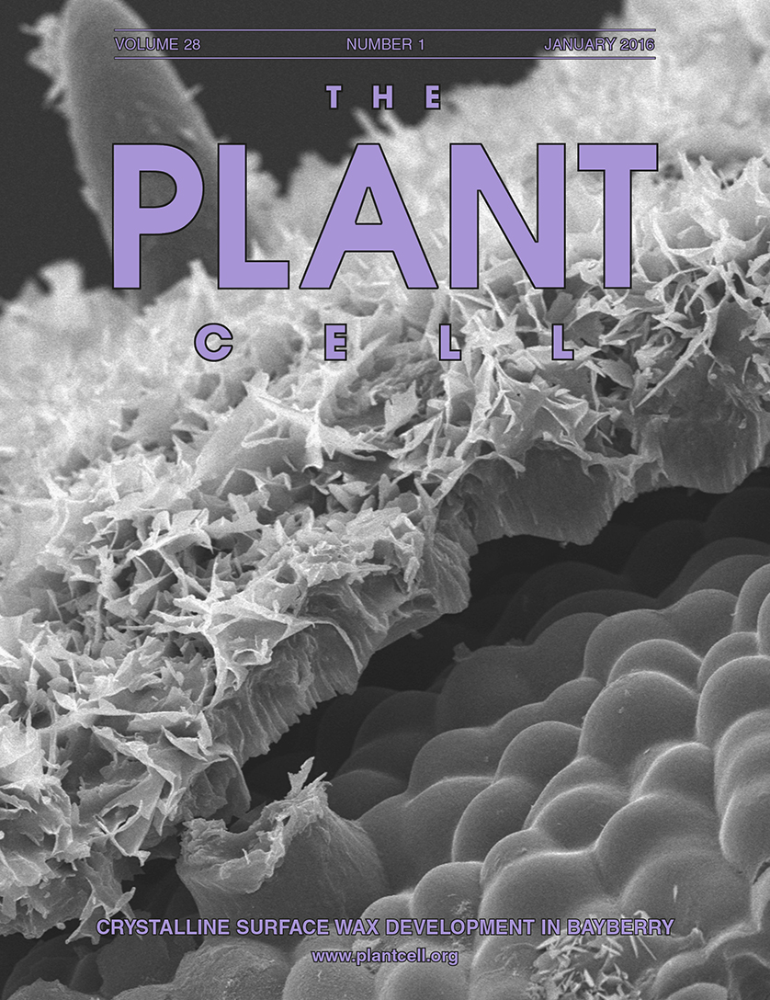 VOLUME 28 NUMBER 1 JANUARY 2016
THE
PLANT
CELL
CRYSTALLINE SURFACE WAX DEVELOPMENT IN BAYBERRY
www.plantcell.org